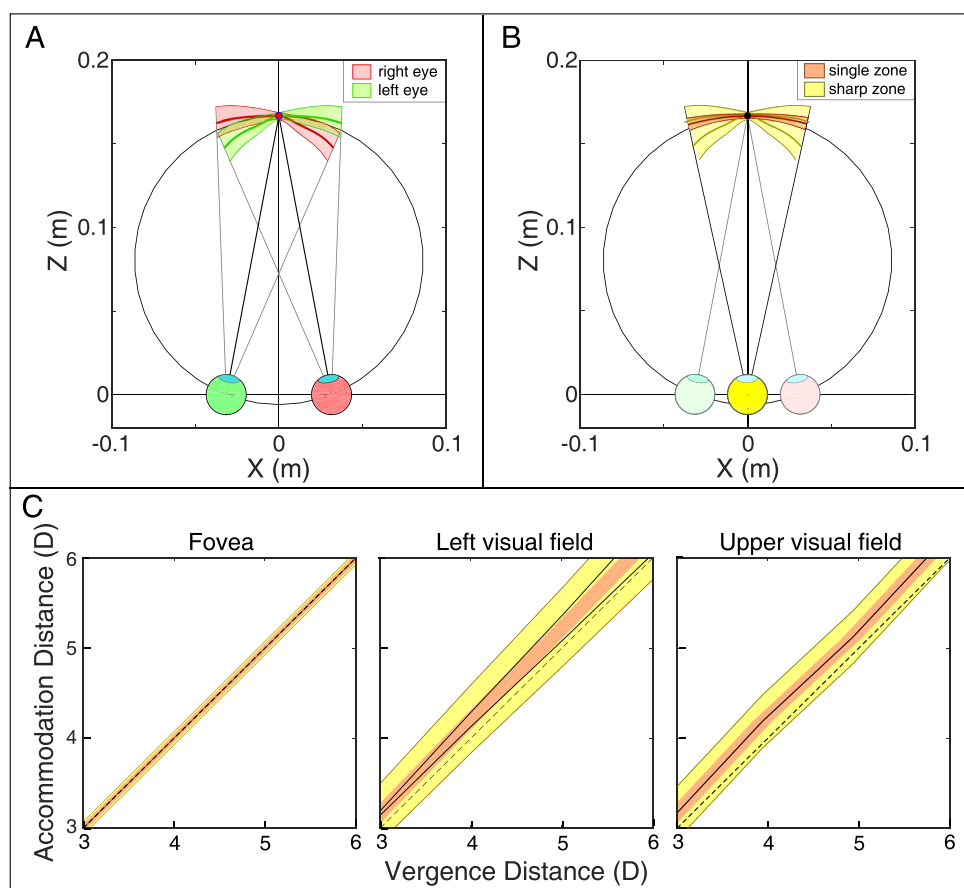 A
0.2
right eye
left eye
Z (m)
0.1
0
-0.1
0
0.1
X (m)
B
0.2
single zone
sharp zone
Z (m)
0.1
0
-0.1
0
0.1
X (m)
C
Fovea
Left visual field
Upper visual field
Accommodation Distance (D)
6
5
4
3
3
4
5
6
3
4
5
6
3
4
5
6
Vergence Distance (D)